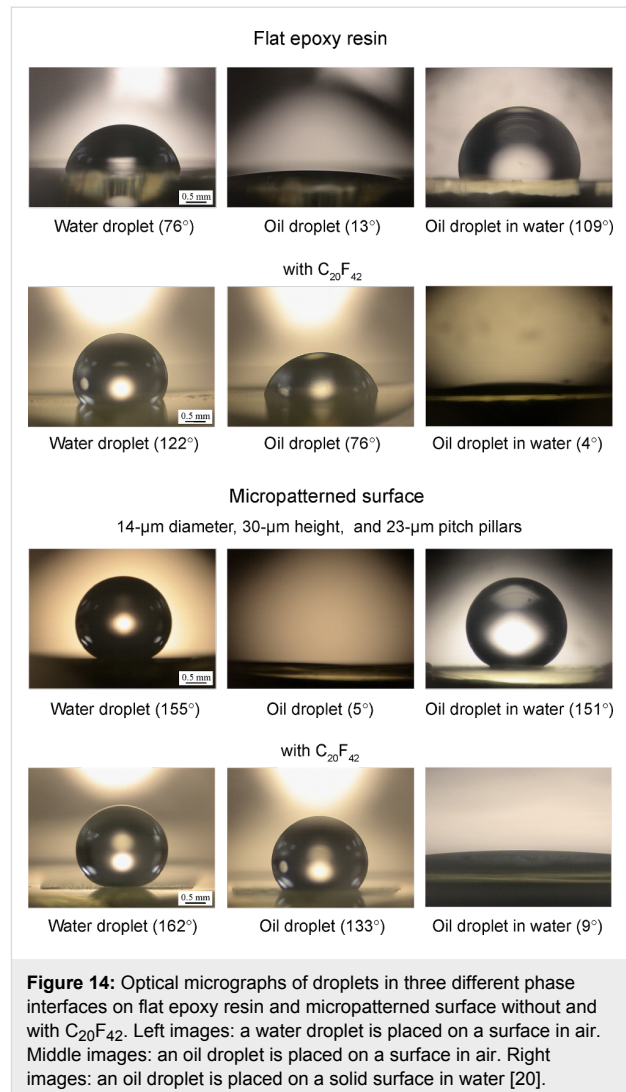 Flat epoxy resin
0.5 mm
Water droplet (76°) Oil droplet (13°) Oil droplet in water (109°)
with C₂₀F₄₂
0.5 mm
Water droplet (122°) Oil droplet (76°) Oil droplet in water (4°)
Micropatterned surface
14-μm diameter, 30-μm height, and 23-μm pitch pillars
0.5 mm
Water droplet (155°) Oil droplet (5°) Oil droplet in water (151°)
with C₂₀F₄₂
0.5 mm
Water droplet (162°) Oil droplet (133°) Oil droplet in water (9°)
Figure 14: Optical micrographs of droplets in three different phase
interfaces on flat epoxy resin and micropatterned surface without and
with C₂₀F₄₂. Left images: a water droplet is placed on a surface in air.
Middle images: an oil droplet is placed on a surface in air. Right
images: an oil droplet is placed on a solid surface in water [20].